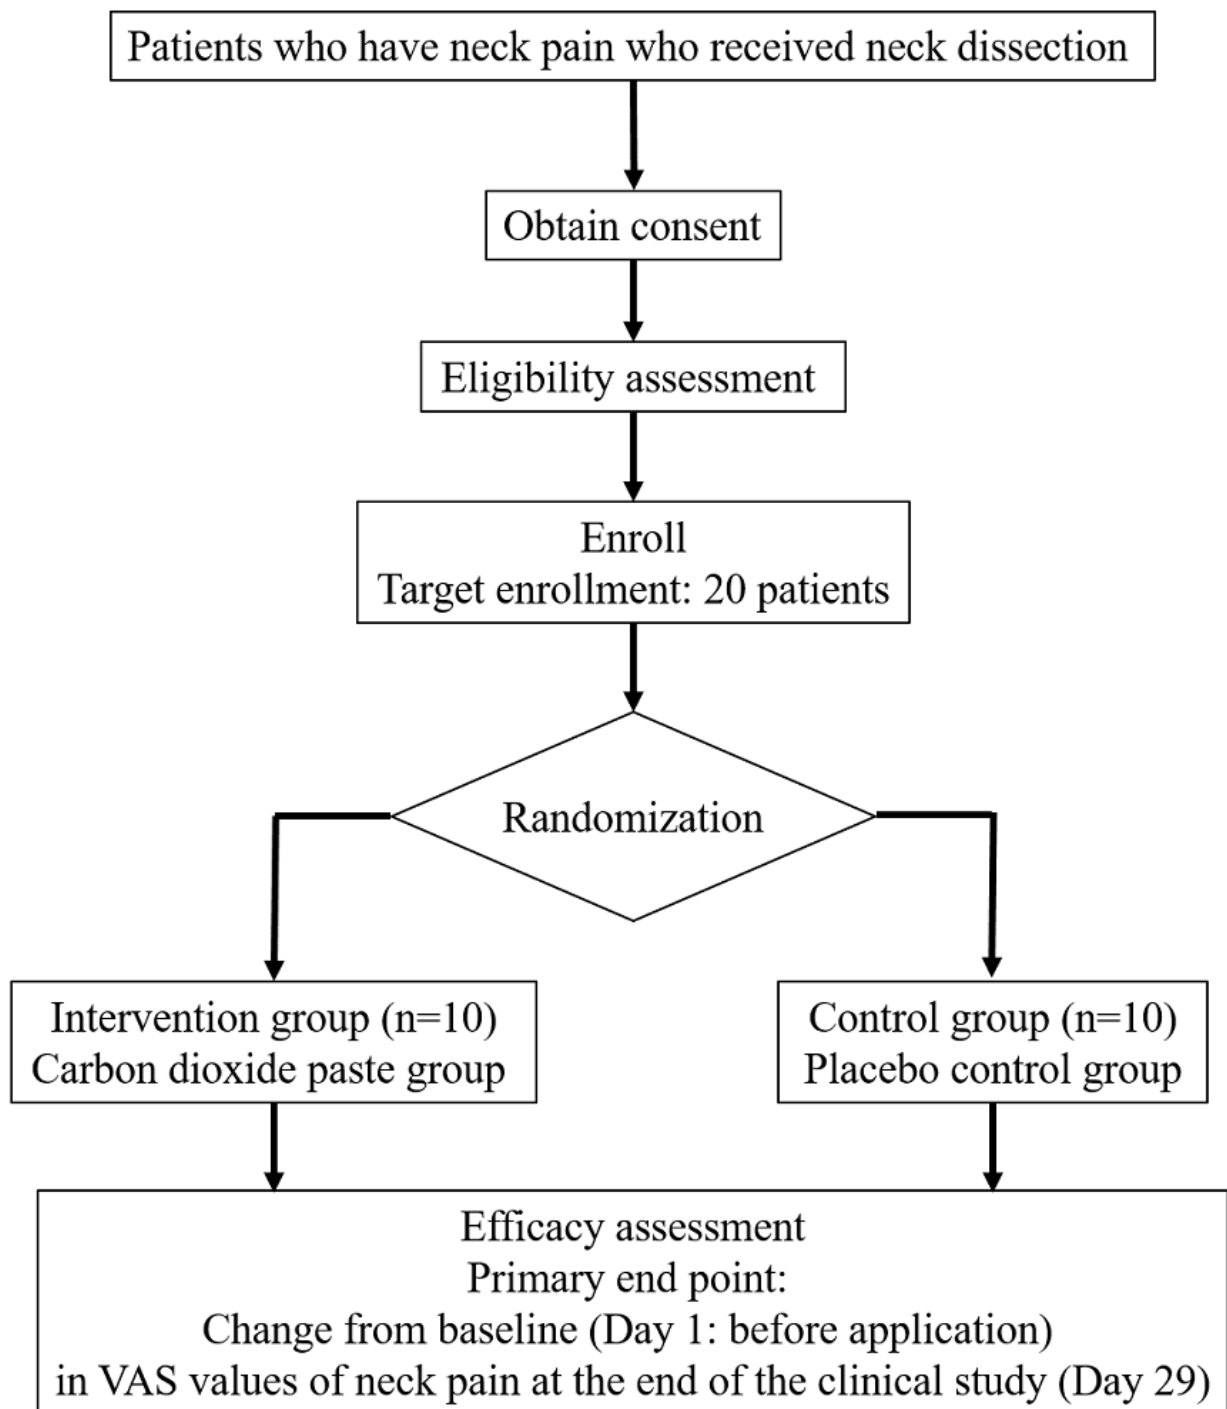 Patients who have neck pain who received neck dissection
Obtain consent
Eligibility assessment
Enroll
Target enrollment: 20 patients
Randomization
Intervention group (n=10)
Carbon dioxide paste group
Control group (n=10)
Placebo control group
Efficacy assessment
Primary end point:
Change from baseline (Day 1: before application)
in VAS values of neck pain at the end of the clinical study (Day 29)